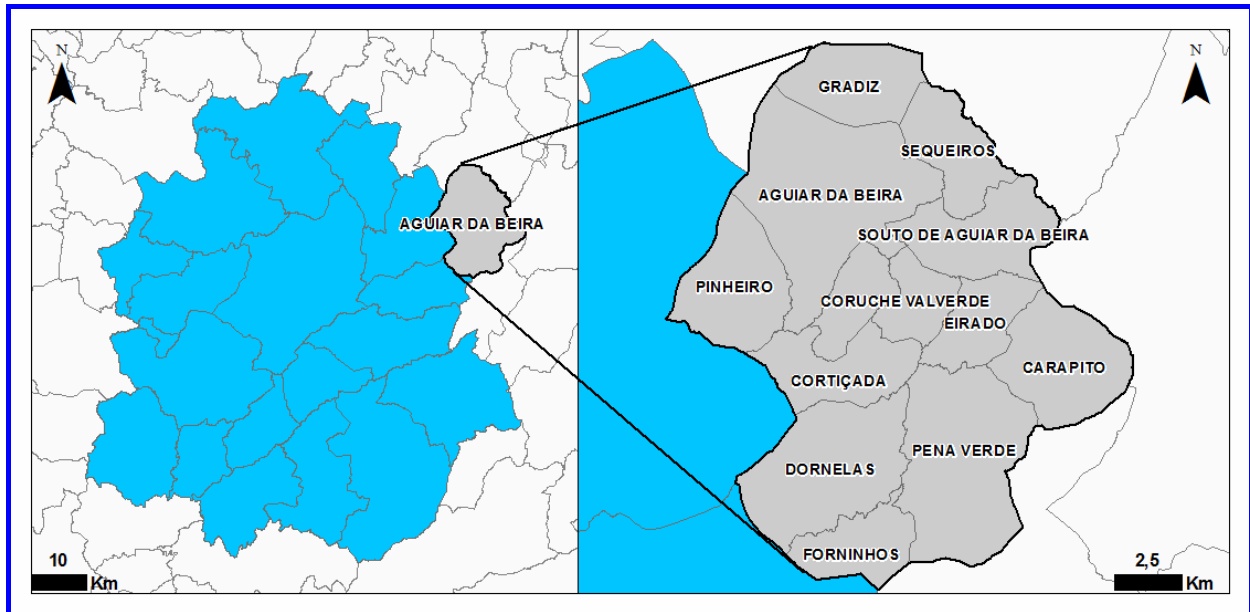 N
AGUIAR DA BEIRA
10
Km
N
GRADIZ
SEQUEIROS
AGUIAR DA BEIRA
SOUTO DE AGUIAR DA BEIRA
PINHEIRO
CORUCHE VALVERDE
EIRADO
CARAPITO
CORTIÇADA
PENA VERDE
DORNELAS
FORNINHOS
2,5
Km